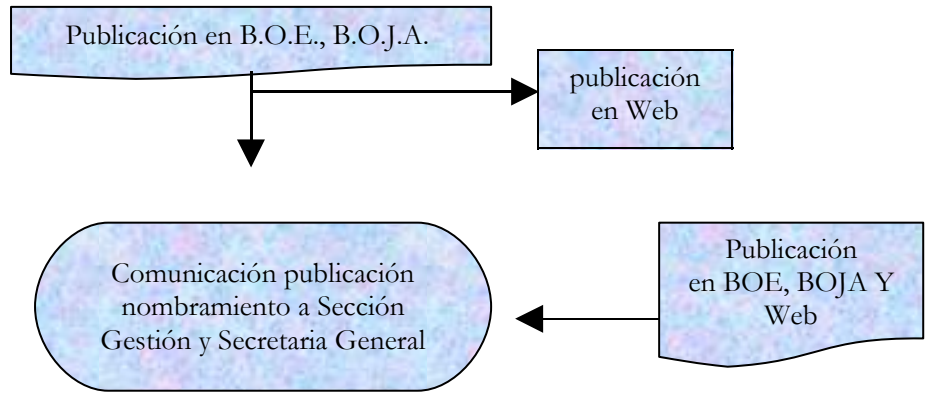 Publicación en B.O.E., B.O.J.A.
publicación
en Web
Comunicación publicación
nombramiento a Sección
Gestión y Secretaria General
Publicación
en BOE, BOJA Y
Web